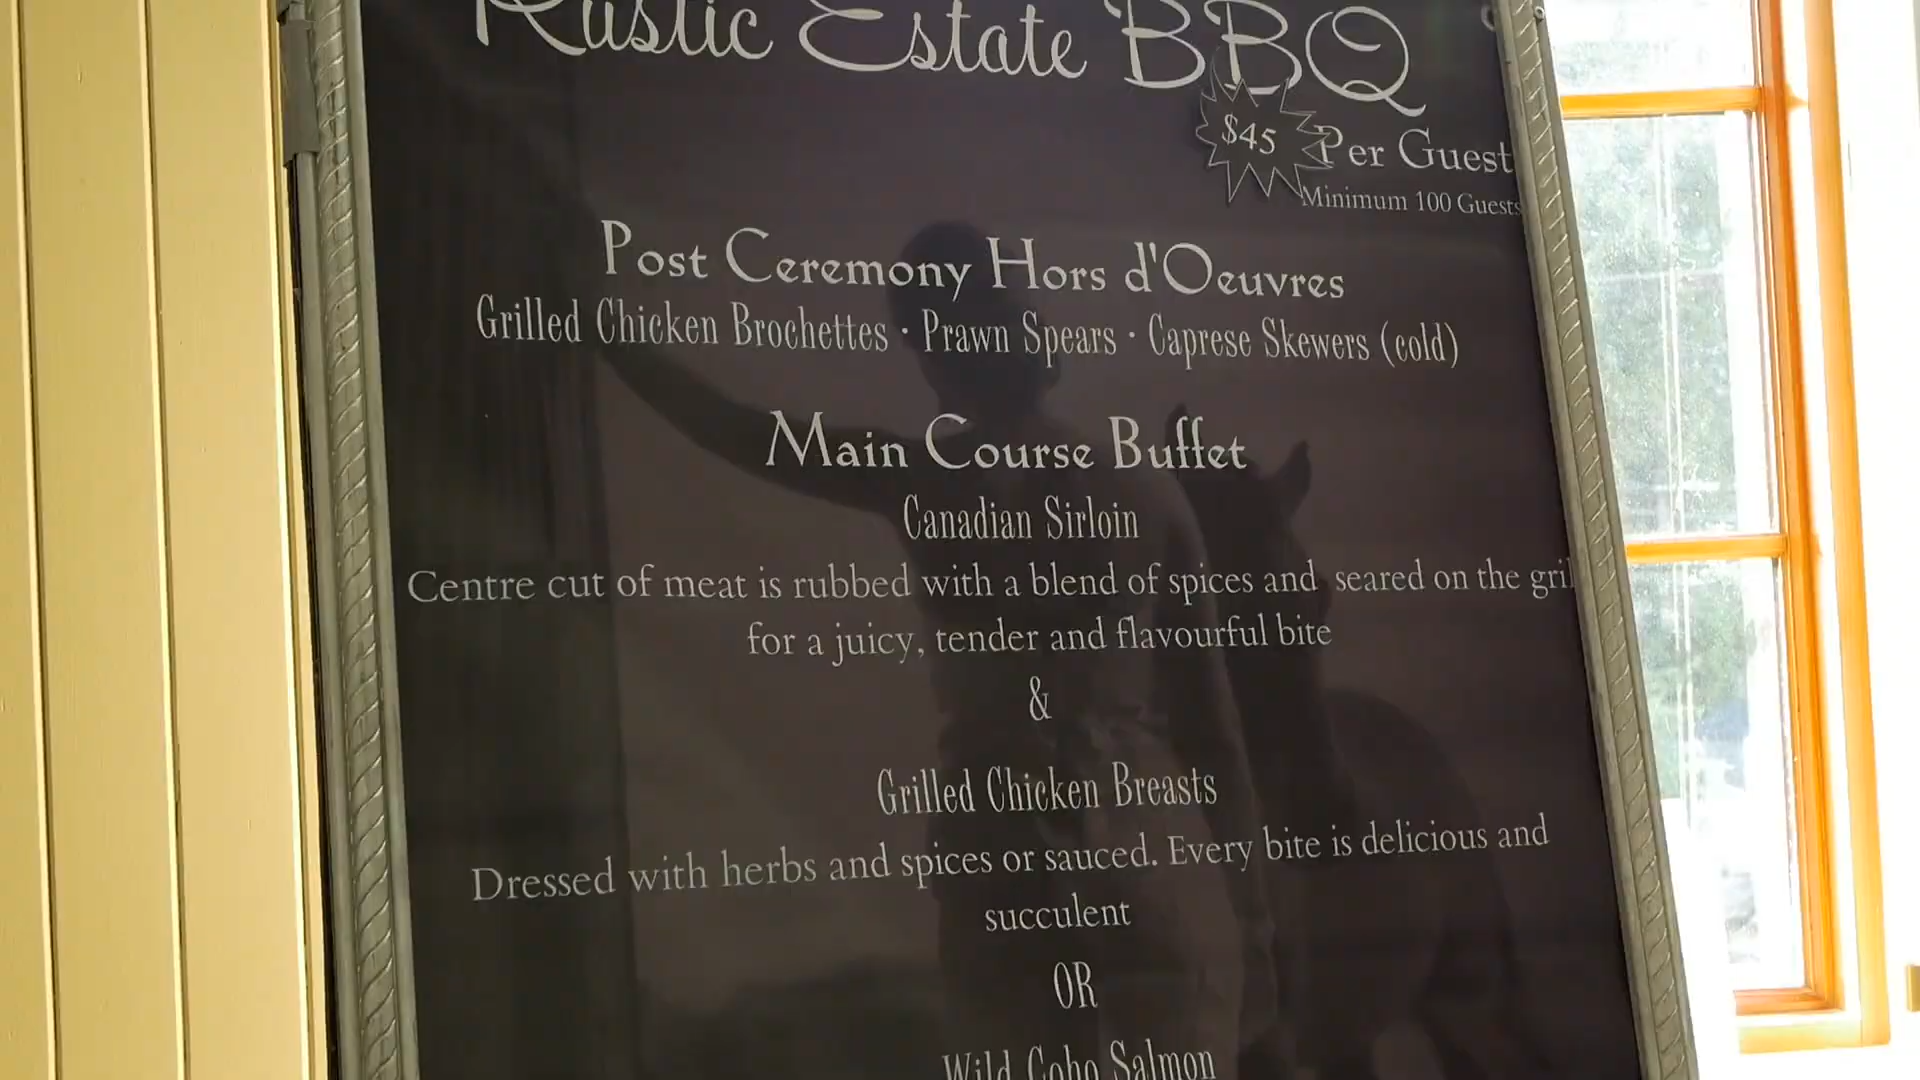 Rustic Estate BBQ
$45 Per Guest
Minimum 100 Guests
Post Ceremony Hors d'Oeuvres
Grilled Chicken Brochettes · Prawn Spears · Caprese Skewers (cold)
Main Course Buffet
Canadian Sirloin
Centre cut of meat is rubbed with a blend of spices and seared on the gril
for a juicy, tender and flavourful bite
&
Grilled Chicken Breasts
Dressed with herbs and spices or sauced. Every bite is delicious and
succulent
OR
Wild Coho Salmon